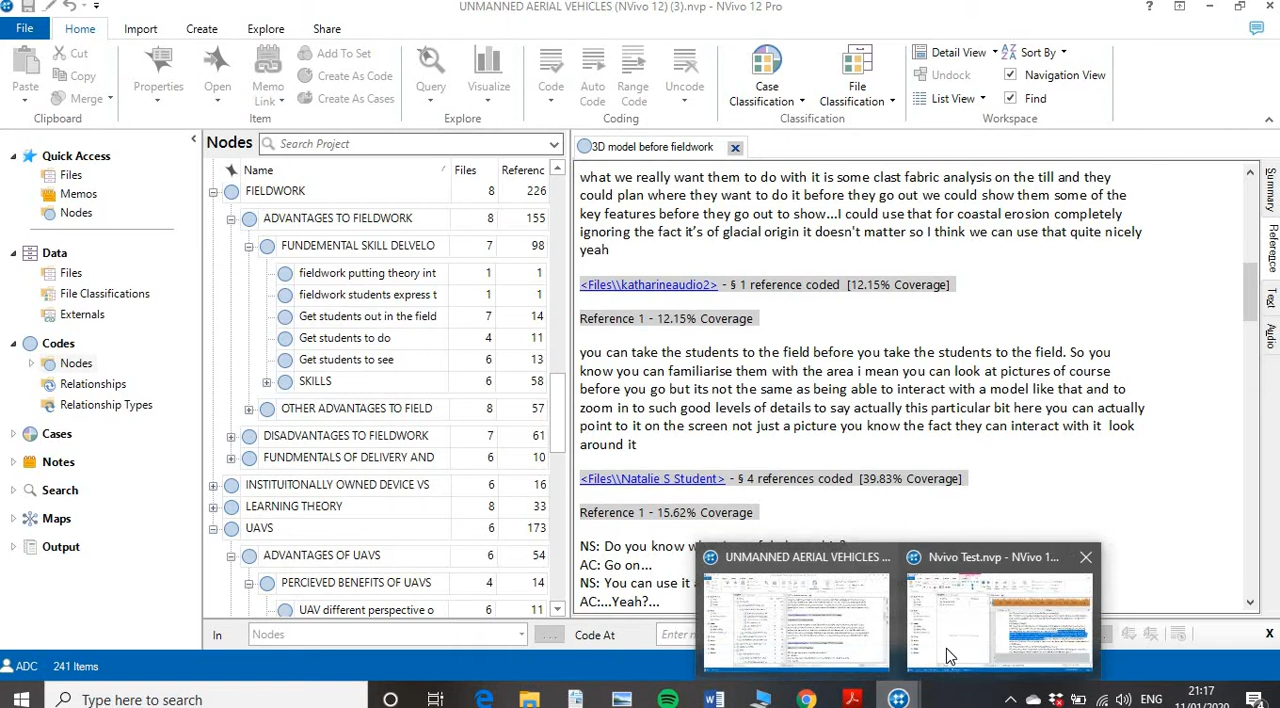 UNMANNED AERIAL VEHICLES (NVivo 12) (3).nvp - NVivo 12 Pro
File Home Import Create Explore Share
Paste
Cut
Copy
Merge
Clipboard
Properties
Open
Memo Link
Add To Set
Create As Code
Create As Cases
Item
Query
Visualize
Explore
Code
Auto Code
Range Code
Uncode
Coding
Case Classification
File Classification
Classification
Detail View
Sort By
Undock
Navigation View
List View
Find
Workspace
Quick Access
Files
Memos
Nodes
Data
Files
File Classifications
Externals
Codes
Nodes
Relationships
Relationship Types
Cases
Notes
Search
Maps
Output
Nodes Search Project
Name Files Referenc
FIELDWORK 8 226
ADVANTAGES TO FIELDWORK 8 155
FUNDEMENTAL SKILL DELVELO 7 98
fieldwork putting theory int 1 1
fieldwork students express t 1 1
Get students out in the field 7 14
Get students to do 4 11
Get students to see 6 13
SKILLS 6 58
OTHER ADVANTAGES TO FIELD 8 57
DISADVANTAGES TO FIELDWORK 7 61
FUNDMENTALS OF DELIVERY AND 6 10
INSTITUITONALLY OWNED DEVICE VS 6 16
LEARNING THEORY 8 33
UAVS 6 173
ADVANTAGES OF UAVS 6 54
PERCIEVED BENEFITS OF UAVS 4 14
UAV different perspective o 11
In Nodes
3D model before fieldwork
what we really want them to do with it is some clast fabric analysis on the till and they
could plan where they want to do it before they go out we could show them some of the
key features before they go out to show...I could use that for coastal erosion completely
ignoring the fact it's of glacial origin it doesn't matter so I think we can use that quite nicely
yeah
<Files\\katharineaudio2> - § 1 reference coded [12.15% Coverage]
Reference 1 - 12.15% Coverage
you can take the students to the field before you take the students to the field. So you
know you can familiarise them with the area i mean you can look at pictures of course
before you go but its not the same as being able to interact with a model like that and to
zoom in to such good levels of details to say actually this particular bit here you can actually
point to it on the screen not just a picture you know the fact they can interact with it look
around it
<Files\\Natalie S Student> - § 4 references coded [39.83% Coverage]
Reference 1 - 15.62% Coverage
NS: Do you know
AC: Go on...
NS: You can use it
AC:...Yeah?...
Code At
Summary
Reference
Text
Audio
UNMANNED AERIAL VEHICLES ...
Nvivo Test.nvp - NVivo 1...
ADC 241 Items
Type here to search
ENG
21:17
11/01/2020